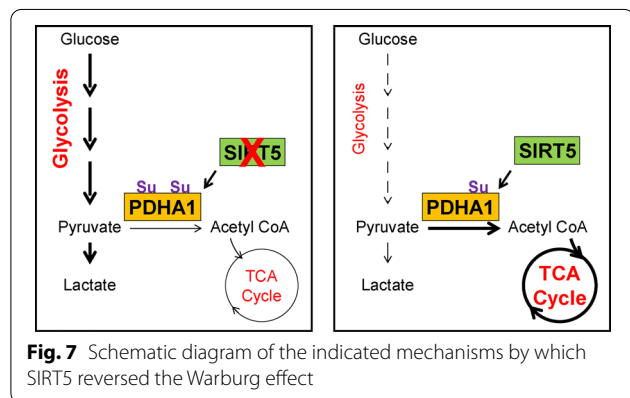 Glucose
Glycolysis
SIRT5
Su Su
PDHA1
Pyruvate
Acetyl CoA
Lactate
TCA
Cycle
Glucose
Glycolysis
SIRT5
Su
PDHA1
Pyruvate
Acetyl CoA
Lactate
TCA
Cycle
Fig. 7 Schematic diagram of the indicated mechanisms by which
SIRT5 reversed the Warburg effect